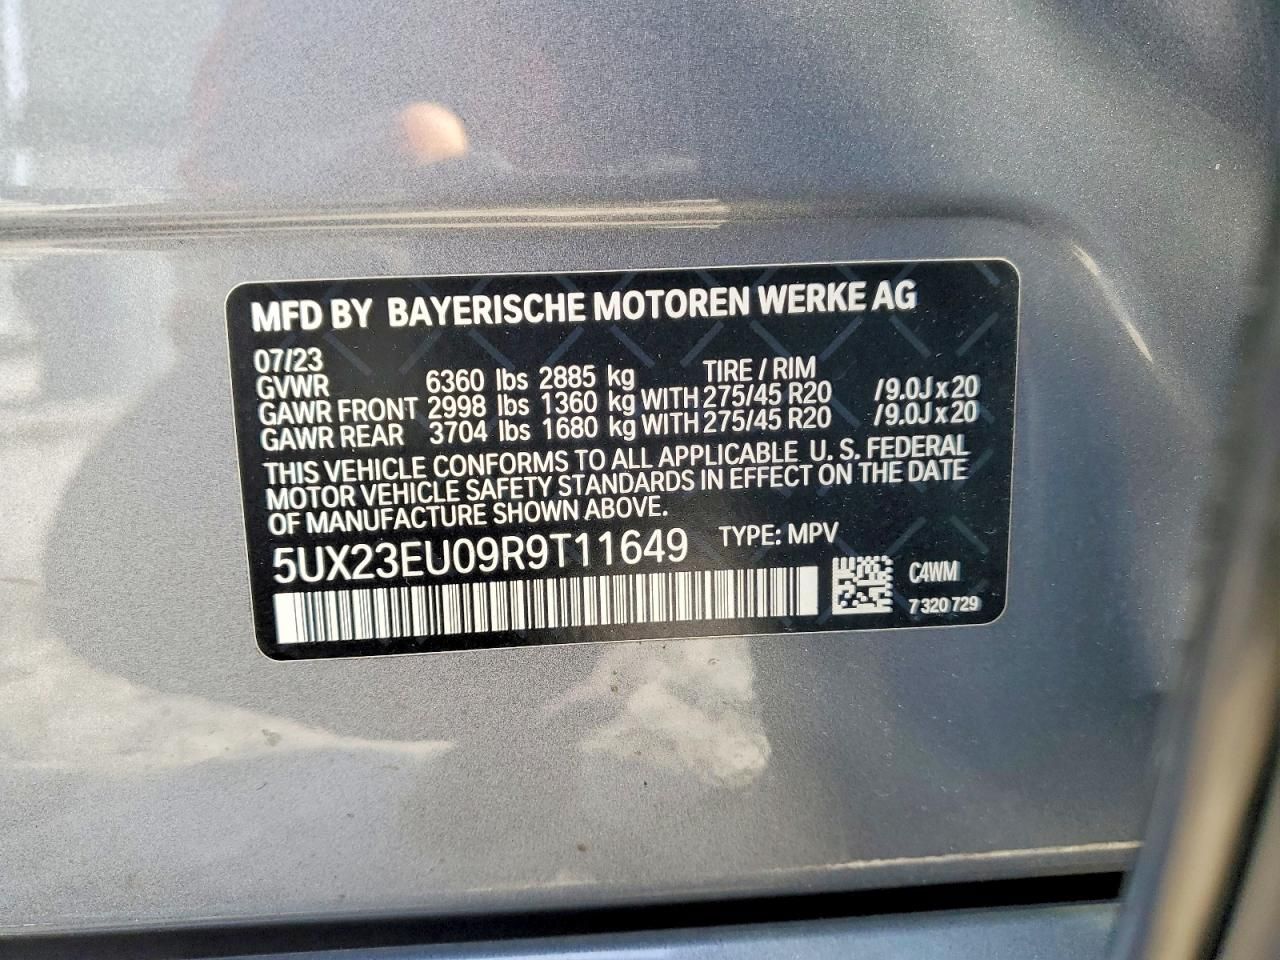 MFD BY BAYERISCHE MOTOREN WERKE AG
07/23 TIRE / RIM
GVWR 6360 lbs 2885 kg
GAWR FRONT 2998 lbs 1360 kg WITH 275/45 R20 /9.0J x 20
GAWR REAR 3704 lbs 1680 kg WITH 275/45 R20 /9.0J x 20
THIS VEHICLE CONFORMS TO ALL APPLICABLE U. S. FEDERAL
MOTOR VEHICLE SAFETY STANDARDS IN EFFECT ON THE DATE
OF MANUFACTURE SHOWN ABOVE.
5UX23EU09R9T11649 TYPE: MPV
C4WM
7 320 729